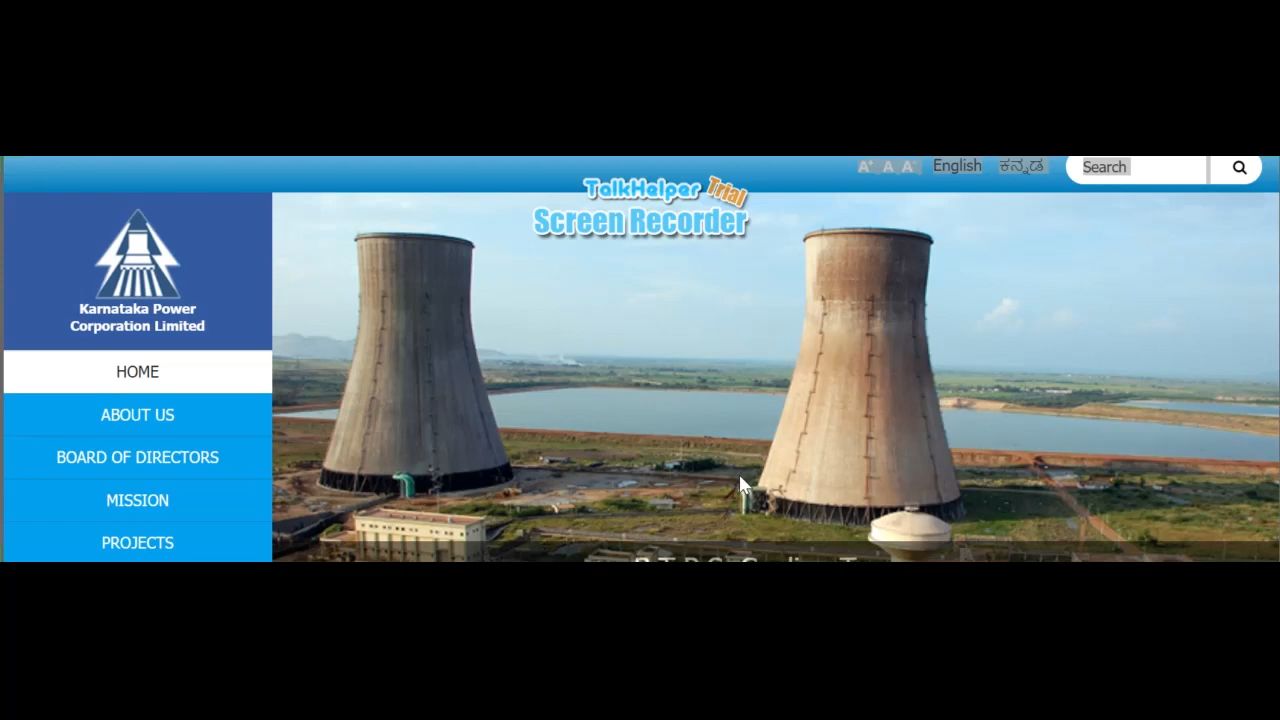 A+ A A- English ಕನ್ನಡ Search
TalkHelper Trial
Screen Recorder
Karnataka Power
Corporation Limited
HOME
ABOUT US
BOARD OF DIRECTORS
MISSION
PROJECTS